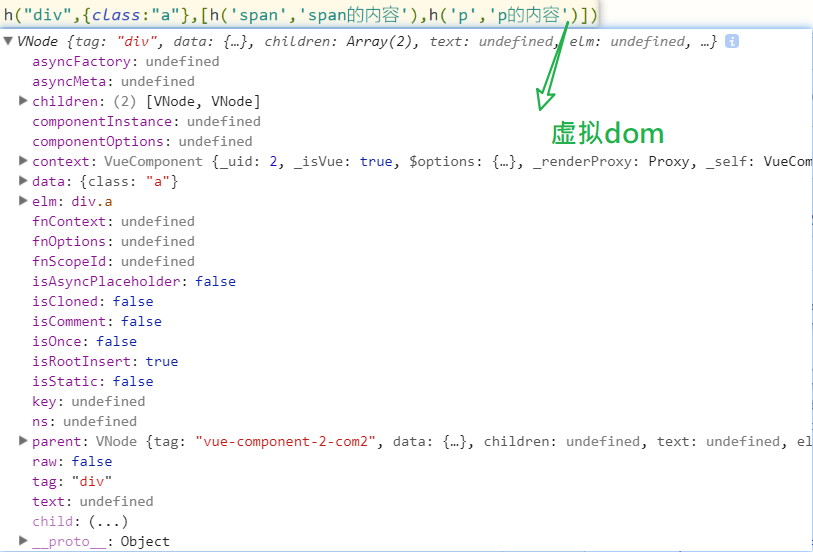 h("div",{class:"a"},[h('span','span的内容'),h('p','p的内容')])
▼VNode {tag: "div", data: {…}, children: Array(2), text: undefined, elm: undefined, …} i
asyncFactory: undefined
asyncMeta: undefined
▶children: (2) [VNode, VNode]
虚拟dom
componentInstance: undefined
componentOptions: undefined
▶context: VueComponent {_uid: 2, _isVue: true, $options: {…}, _renderProxy: Proxy, _self: VueCom
▶data: {class: "a"}
▶elm: div.a
fnContext: undefined
fnOptions: undefined
fnScopeId: undefined
isAsyncPlaceholder: false
isCloned: false
isComment: false
isOnce: false
isRootInsert: true
isStatic: false
key: undefined
ns: undefined
▶parent: VNode {tag: "vue-component-2-com2", data: {…}, children: undefined, text: undefined, el
raw: false
tag: "div"
text: undefined
child: (...)
▶__proto__: Object